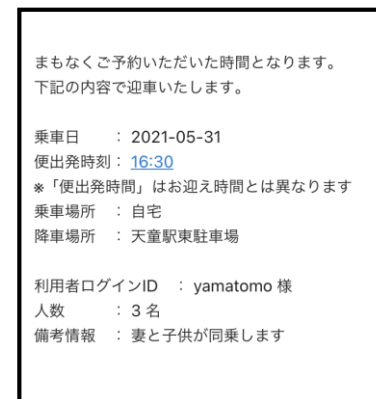 まもなくご予約いただいた時間となります。
下記の内容で迎車いたします。
乗車日　　： 2021-05-31
便出発時刻： 16:30
※「便出発時間」はお迎え時間とは異なります
乗車場所　： 自宅
降車場所　： 天童駅東駐車場
利用者ログインID　： yamatomo 様
人数　　　： 3 名
備考情報　： 妻と子供が同乗します